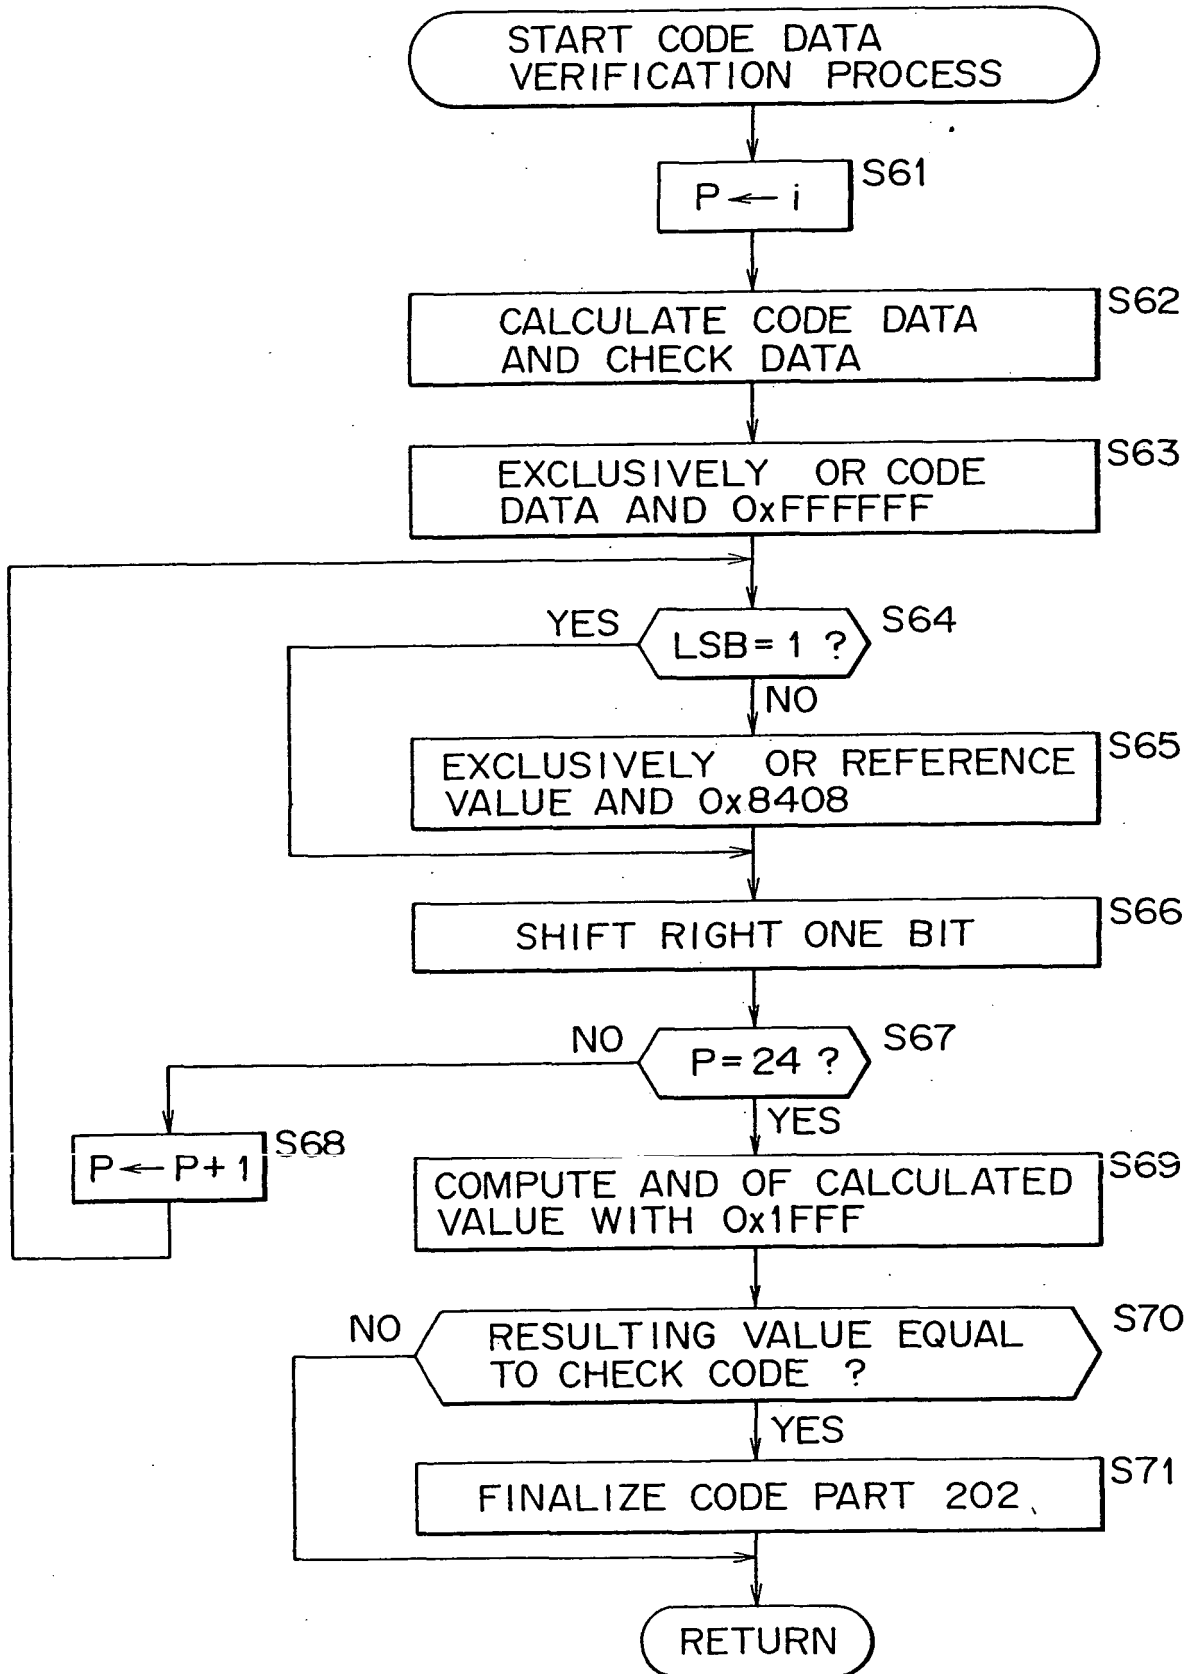 START CODE DATA
VERIFICATION PROCESS
S61
P ← i
S62
CALCULATE CODE DATA
AND CHECK DATA
S63
EXCLUSIVELY OR CODE
DATA AND 0xFFFFFF
YES
S64
LSB = 1 ?
NO
S65
EXCLUSIVELY OR REFERENCE
VALUE AND 0x8408
S66
SHIFT RIGHT ONE BIT
NO
S67
P = 24 ?
YES
S68
P ← P + 1
S69
COMPUTE AND OF CALCULATED
VALUE WITH 0x1FFF
NO
S70
RESULTING VALUE EQUAL
TO CHECK CODE ?
YES
S71
FINALIZE CODE PART 202
RETURN